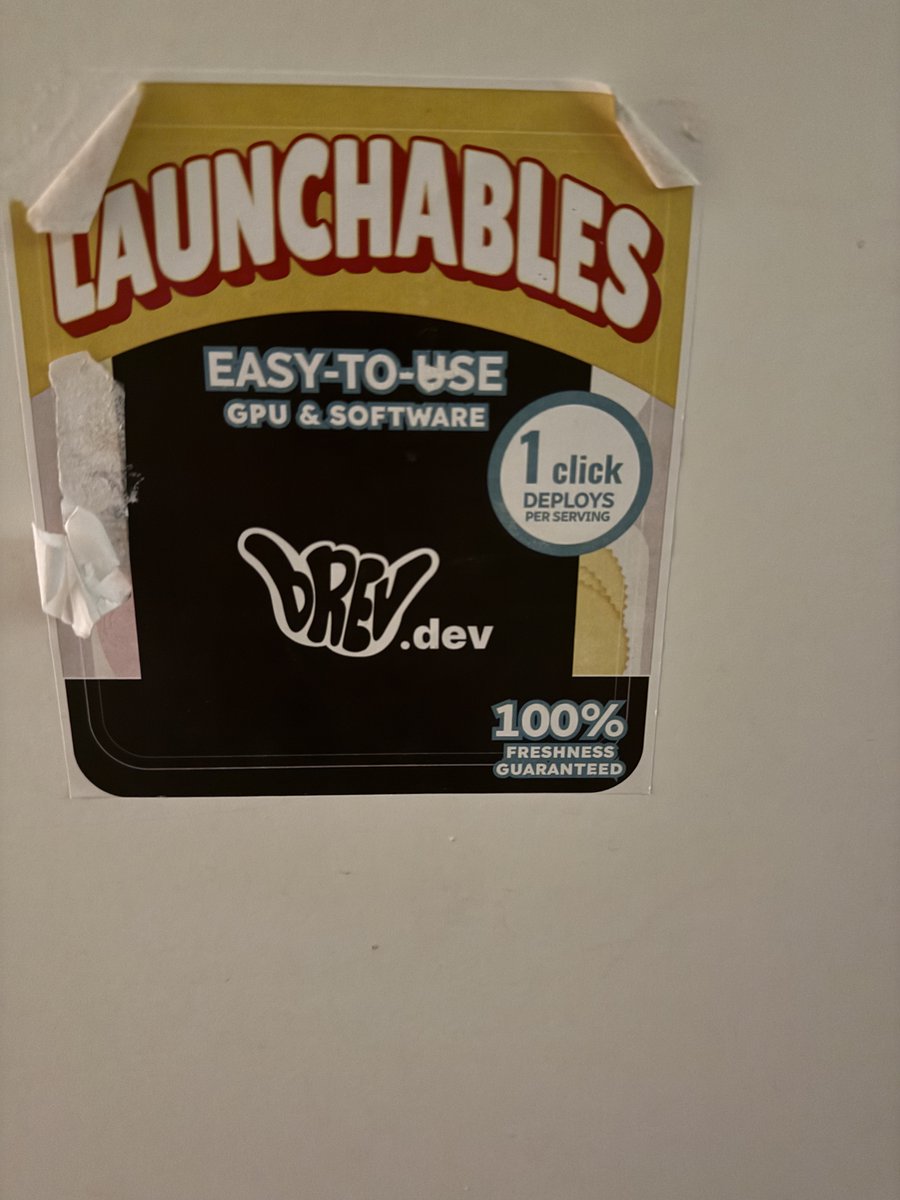 LAUNCHABLES
EASY-TO-USE
GPU & SOFTWARE
1 click
DEPLOYS
PER SERVING
bREV.dev
100%
FRESHNESS
GUARANTEED